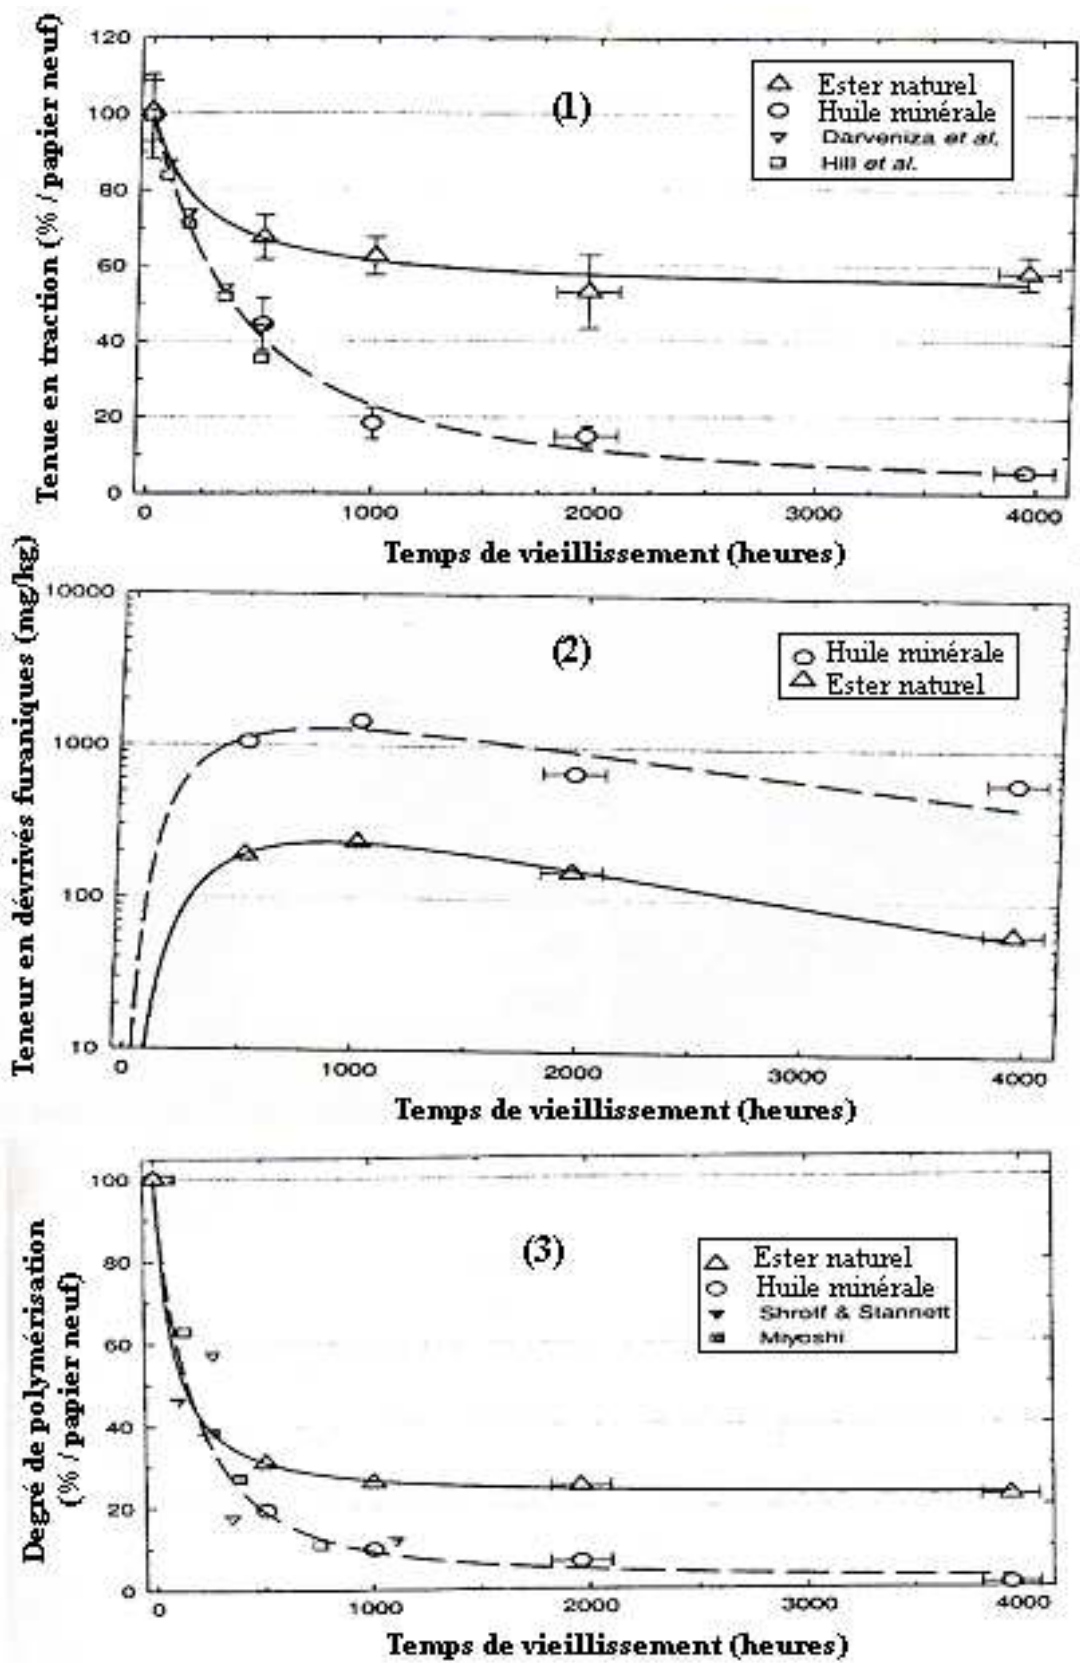 Tenue en traction (% / papier neuf)
120
100
80
60
40
20
0
(1)
Ester naturel
Huile minérale
Darveniza et al.
Hill et al.
0 1000 2000 3000 4000
Temps de vieillissement (heures)
Teneur en dévrivés furaniques (mg/kg)
10000
1000
100
10
(2)
Huile minérale
Ester naturel
0 1000 2000 3000 4000
Temps de vieillissement (heures)
Degré de polymérisation
(% / papier neuf)
100
80
60
40
20
0
(3)
Ester naturel
Huile minérale
Shroff & Stannett
Miyoshi
0 1000 2000 3000 4000
Temps de vieillissement (heures)